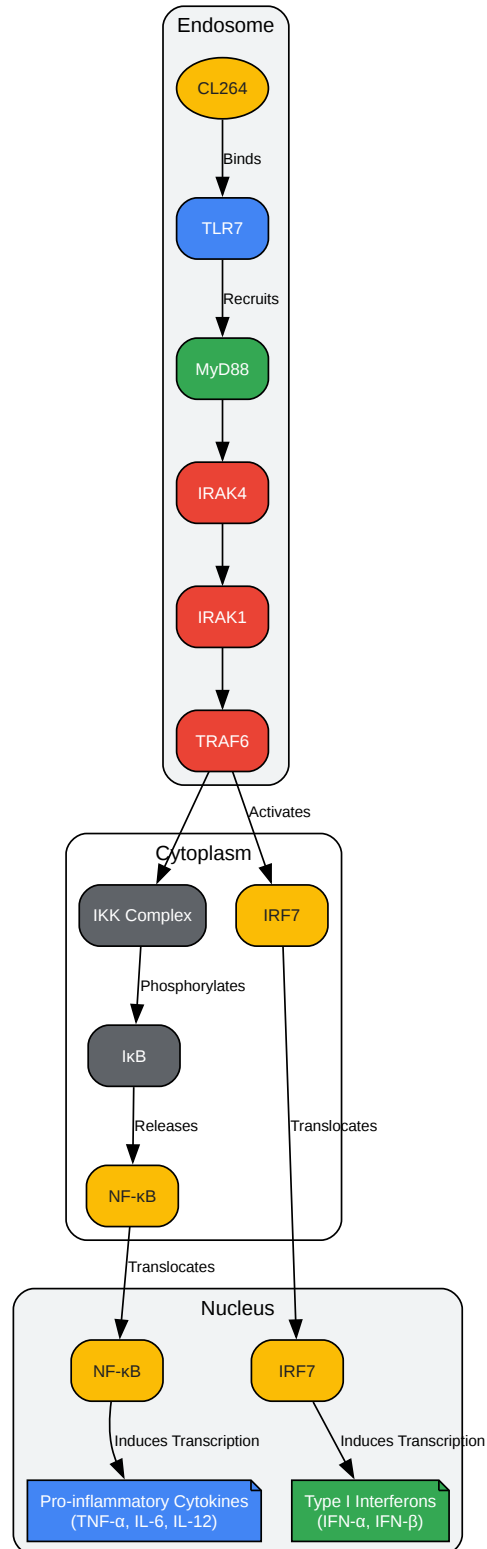 Endosome
CL264
Binds
TLR7
Recruits
MyD88
IRAK4
IRAK1
TRAF6
Activates
Cytoplasm
IKK Complex
IRF7
Phosphorylates
IκB
Releases
Translocates
NF-κB
Translocates
Nucleus
NF-κB
IRF7
Induces Transcription
Induces Transcription
Pro-inflammatory Cytokines
(TNF-α, IL-6, IL-12)
Type I Interferons
(IFN-α, IFN-β)